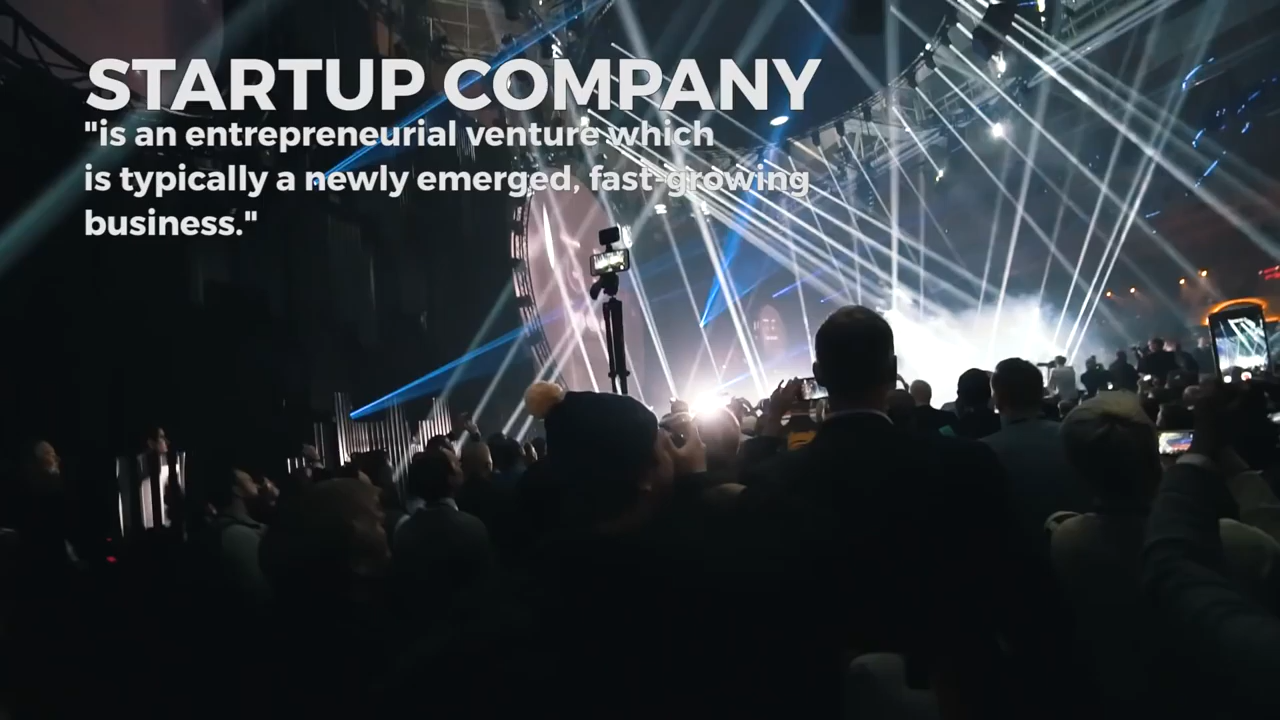 STARTUP COMPANY
"is an entrepreneurial venture which
is typically a newly emerged, fast-growing
business."